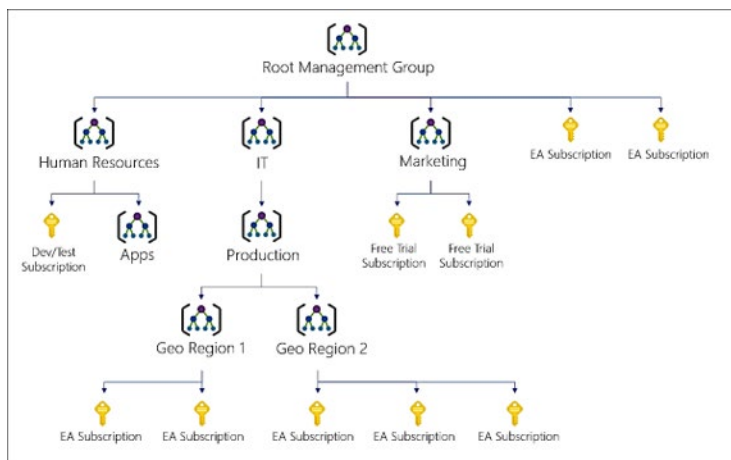 Root Management Group
Human Resources
IT
Marketing
EA Subscription
EA Subscription
Dev/Test
Subscription
Apps
Production
Free Trial
Subscription
Free Trial
Subscription
Geo Region 1
Geo Region 2
EA Subscription
EA Subscription
EA Subscription
EA Subscription
EA Subscription